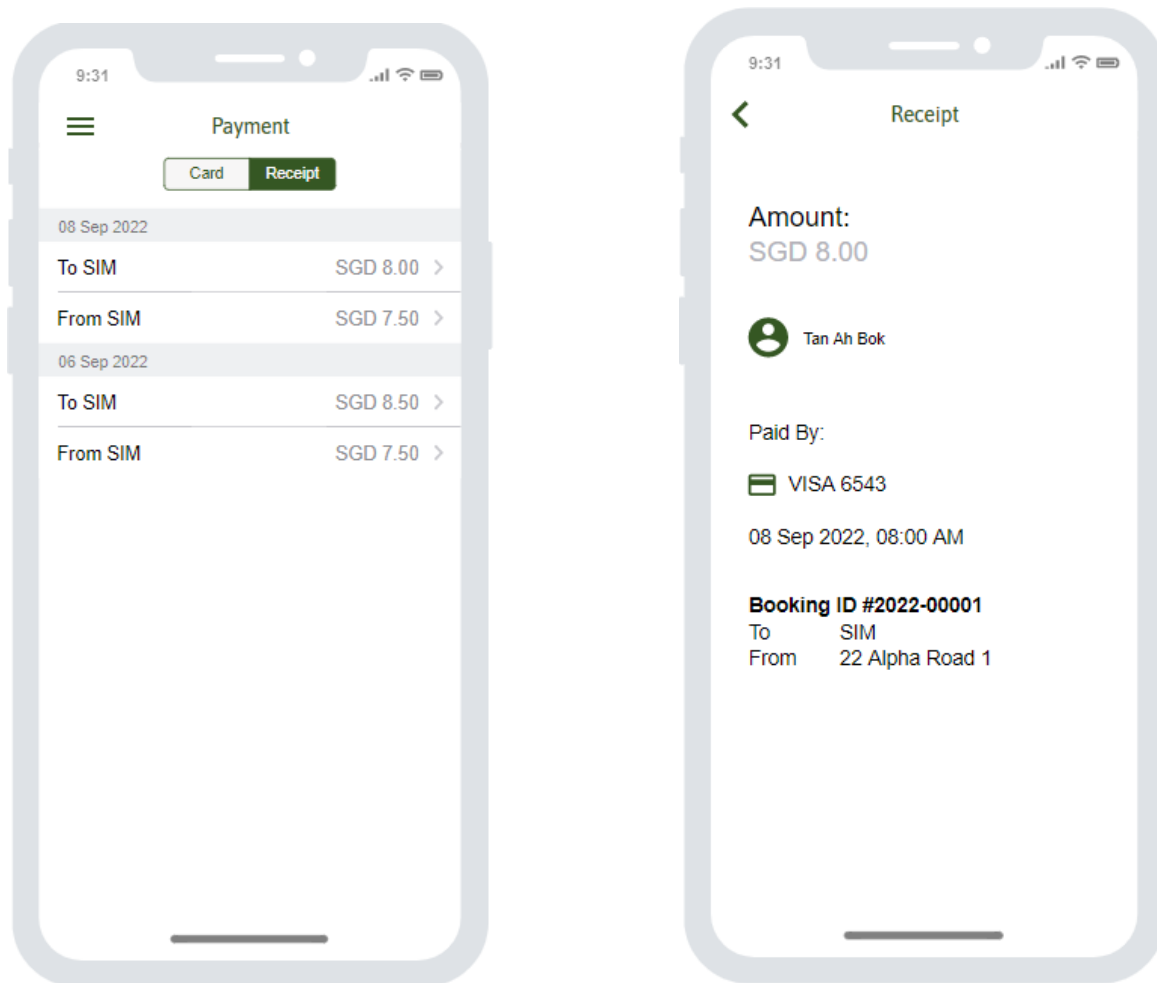 9:31
Payment
Card Receipt
08 Sep 2022
To SIM SGD 8.00
From SIM SGD 7.50
06 Sep 2022
To SIM SGD 8.50
From SIM SGD 7.50
9:31
Receipt
Amount:
SGD 8.00
Tan Ah Bok
Paid By:
VISA 6543
08 Sep 2022, 08:00 AM
Booking ID #2022-00001
To SIM
From 22 Alpha Road 1